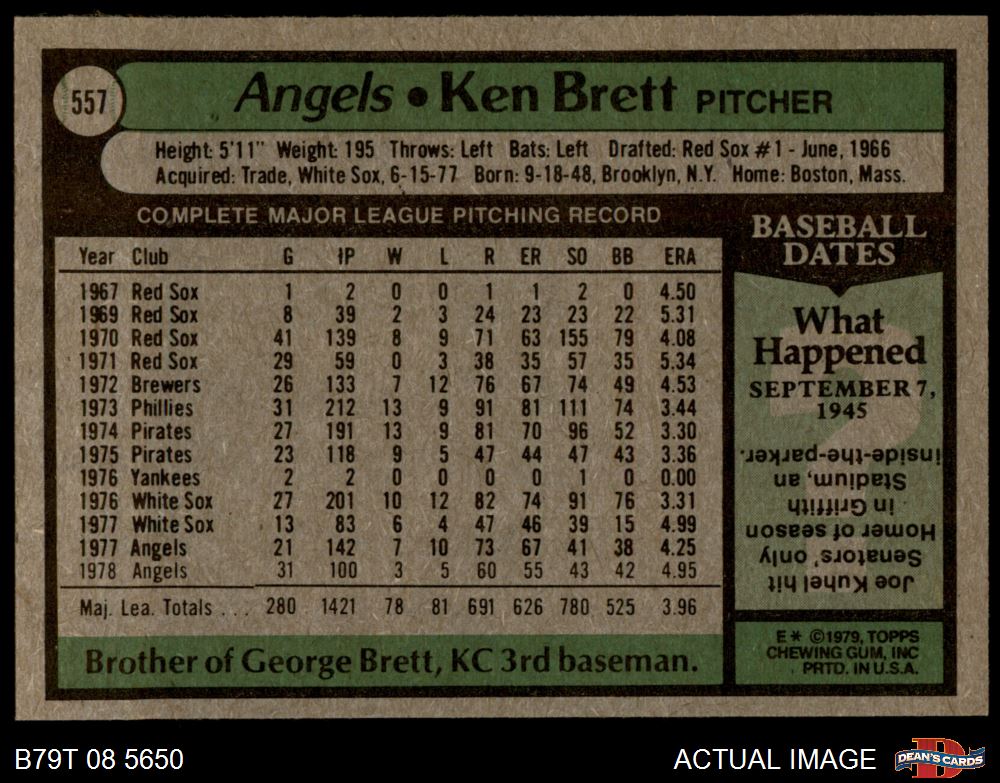 557
Angels • Ken Brett PITCHER
Height: 5'11" Weight: 195 Throws: Left Bats: Left Drafted: Red Sox #1 - June, 1966
Acquired: Trade, White Sox, 6-15-77 Born: 9-18-48, Brooklyn, N.Y. Home: Boston, Mass.
COMPLETE MAJOR LEAGUE PITCHING RECORD
Year Club G IP W L R ER SO BB ERA
1967 Red Sox 1 2 0 0 1 1 2 0 4.50
1969 Red Sox 8 39 2 3 24 23 23 22 5.31
1970 Red Sox 41 139 8 9 71 63 155 79 4.08
1971 Red Sox 29 59 0 3 38 35 57 35 5.34
1972 Brewers 26 133 7 12 76 67 74 49 4.53
1973 Phillies 31 212 13 9 91 81 111 74 3.44
1974 Pirates 27 191 13 9 81 70 96 52 3.30
1975 Pirates 23 118 9 5 47 44 47 43 3.36
1976 Yankees 2 2 0 0 0 0 1 0 0.00
1976 White Sox 27 201 10 12 82 74 91 76 3.31
1977 White Sox 13 83 6 4 47 46 39 15 4.99
1977 Angels 21 142 7 10 73 67 41 38 4.25
1978 Angels 31 100 3 5 60 55 43 42 4.95
Maj. Lea. Totals ... 280 1421 78 81 691 626 780 525 3.96
Brother of George Brett, KC 3rd baseman.
BASEBALL
DATES
What
Happened
SEPTEMBER 7,
1945
Joe Kuhel hit
Senators' only
Homer of season
in Griffith
Stadium, an
inside-the-parker.
E* ©1979, TOPPS
CHEWING GUM, INC
PRTD. IN U.S.A.
B79T 08 5650
ACTUAL IMAGE
D
DEAN'S CARDS